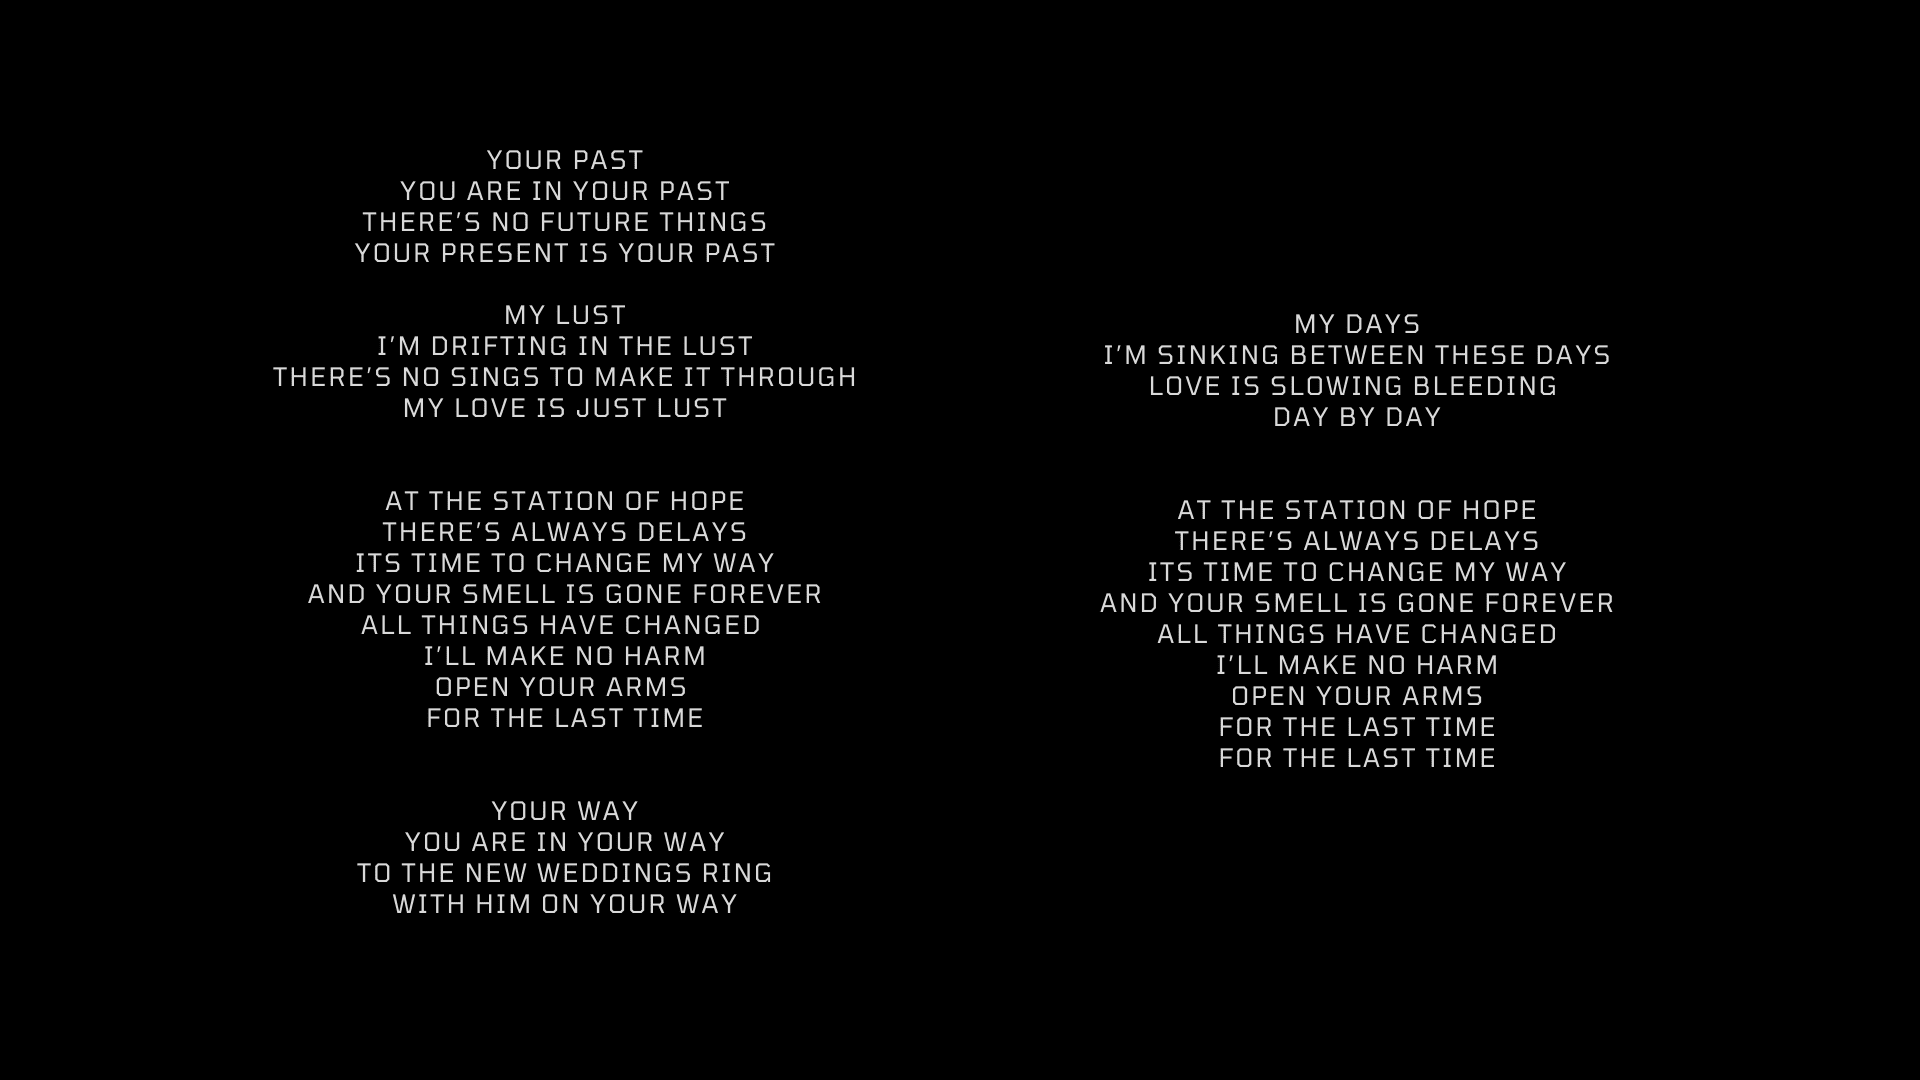 YOUR PAST
YOU ARE IN YOUR PAST
THERE'S NO FUTURE THINGS
YOUR PRESENT IS YOUR PAST
MY LUST
I'M DRIFTING IN THE LUST
THERE'S NO SINGS TO MAKE IT THROUGH
MY LOVE IS JUST LUST
AT THE STATION OF HOPE
THERE'S ALWAYS DELAYS
ITS TIME TO CHANGE MY WAY
AND YOUR SMELL IS GONE FOREVER
ALL THINGS HAVE CHANGED
I'LL MAKE NO HARM
OPEN YOUR ARMS
FOR THE LAST TIME
YOUR WAY
YOU ARE IN YOUR WAY
TO THE NEW WEDDINGS RING
WITH HIM ON YOUR WAY
MY DAYS
I'M SINKING BETWEEN THESE DAYS
LOVE IS SLOWING BLEEDING
DAY BY DAY
AT THE STATION OF HOPE
THERE'S ALWAYS DELAYS
ITS TIME TO CHANGE MY WAY
AND YOUR SMELL IS GONE FOREVER
ALL THINGS HAVE CHANGED
I'LL MAKE NO HARM
OPEN YOUR ARMS
FOR THE LAST TIME
FOR THE LAST TIME